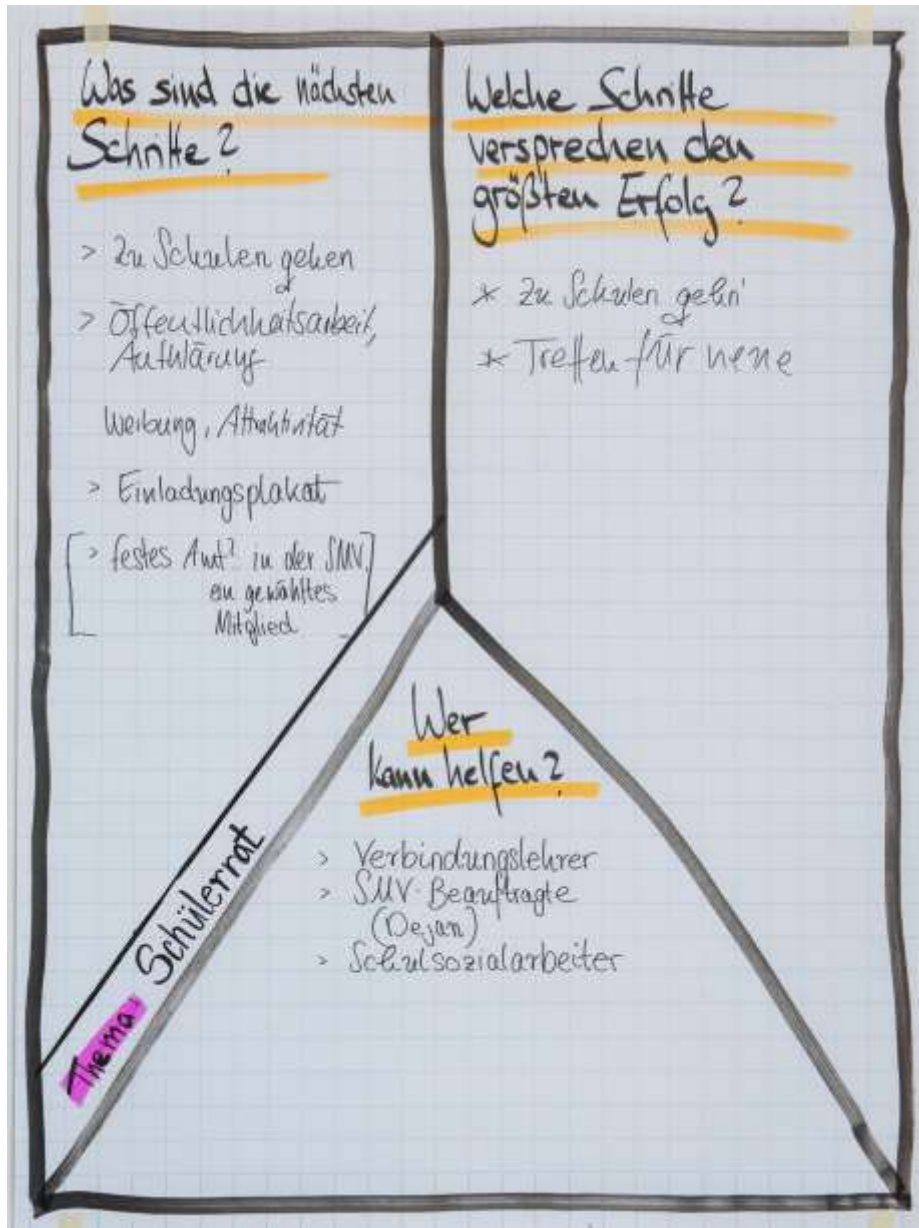 Was sind die nächsten
Schritte?
> Zu Schulen gehen
> Öffentlichkeitsarbeit,
Aufklärung
Werbung, Attraktivität
> Einladungsplakat
[> festes Amt? in der SMV]
ein gewähltes
Mitglied
Welche Schritte
versprechen den
größten Erfolg?
* Zu Schulen gehn'
* Treffen für neue
Wer
kann helfen?
> Verbindungslehrer
> SMV-Beauftragte
(Dejan)
> Schulsozialarbeiter
Thema: Schülerrat